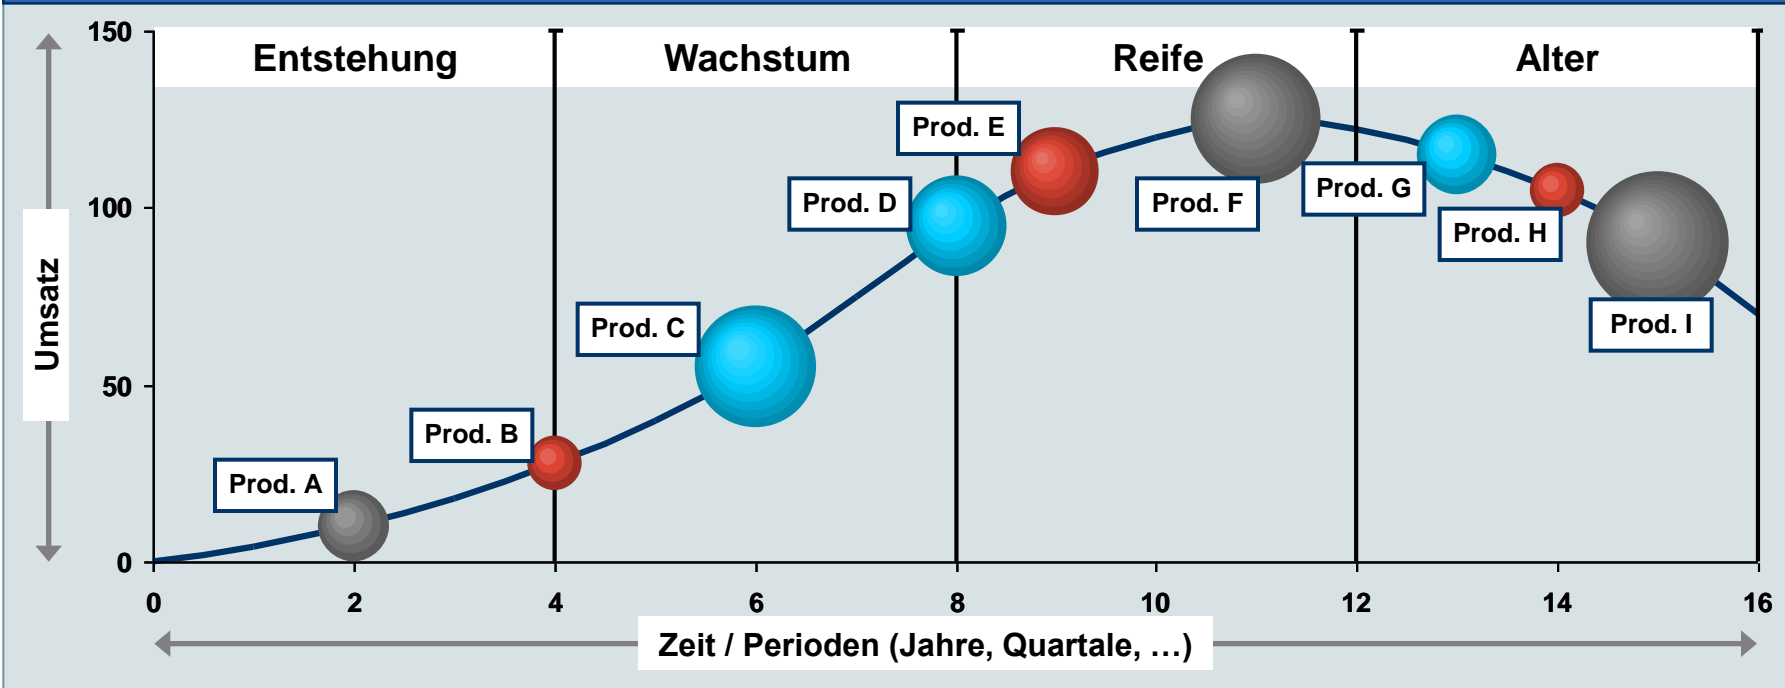 150
Entstehung
Wachstum
Reife
Alter
Prod. E
Prod. D
Prod. F
Prod. G
100
Prod. H
Umsatz
Prod. C
Prod. I
50
Prod. B
Prod. A
0
0 2 4 6 8 10 12 14 16
Zeit / Perioden (Jahre, Quartale, …)